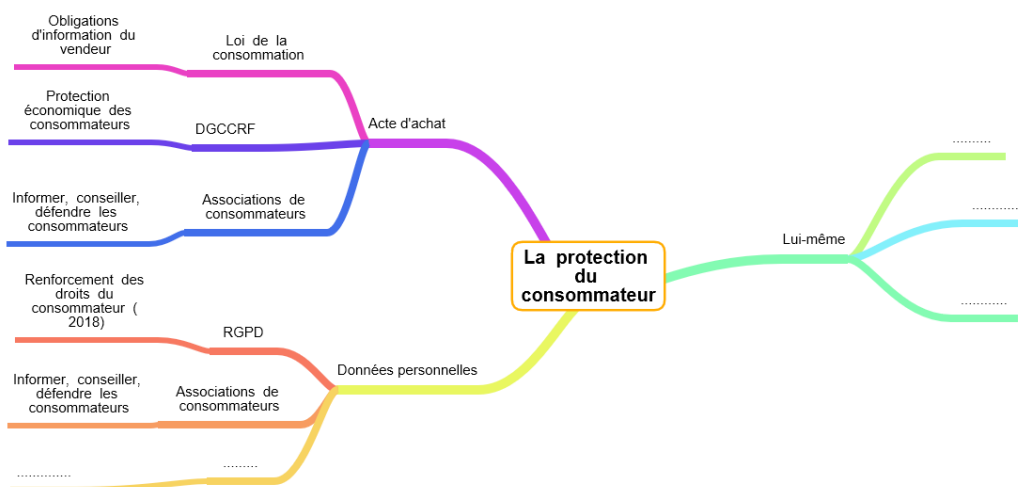 Obligations
d'information du
vendeur
Loi de la
consommation
Protection
économique des
consommateurs
DGCCRF
Acte d'achat
Informer, conseiller,
défendre les
consommateurs
Associations de
consommateurs
La protection
du
consommateur
Lui-même
..........
............
............
Renforcement des
droits du
consommateur (
2018)
RGPD
Données personnelles
Informer, conseiller,
défendre les
consommateurs
Associations de
consommateurs
.........
..............